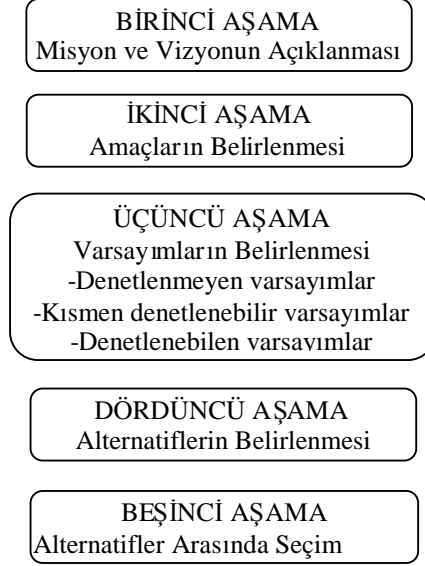 BİRİNCİ AŞAMA
Misyon ve Vizyonun Açıklanması
İKİNCİ AŞAMA
Amaçların Belirlenmesi
ÜÇÜNCÜ AŞAMA
Varsayımların Belirlenmesi
-Denetlenmeyen varsayımlar
-Kısmen denetlenebilir varsayımlar
-Denetlenebilen varsayımlar
DÖRDÜNCÜ AŞAMA
Alternatiflerin Belirlenmesi
BEŞİNCİ AŞAMA
Alternatifler Arasında Seçim